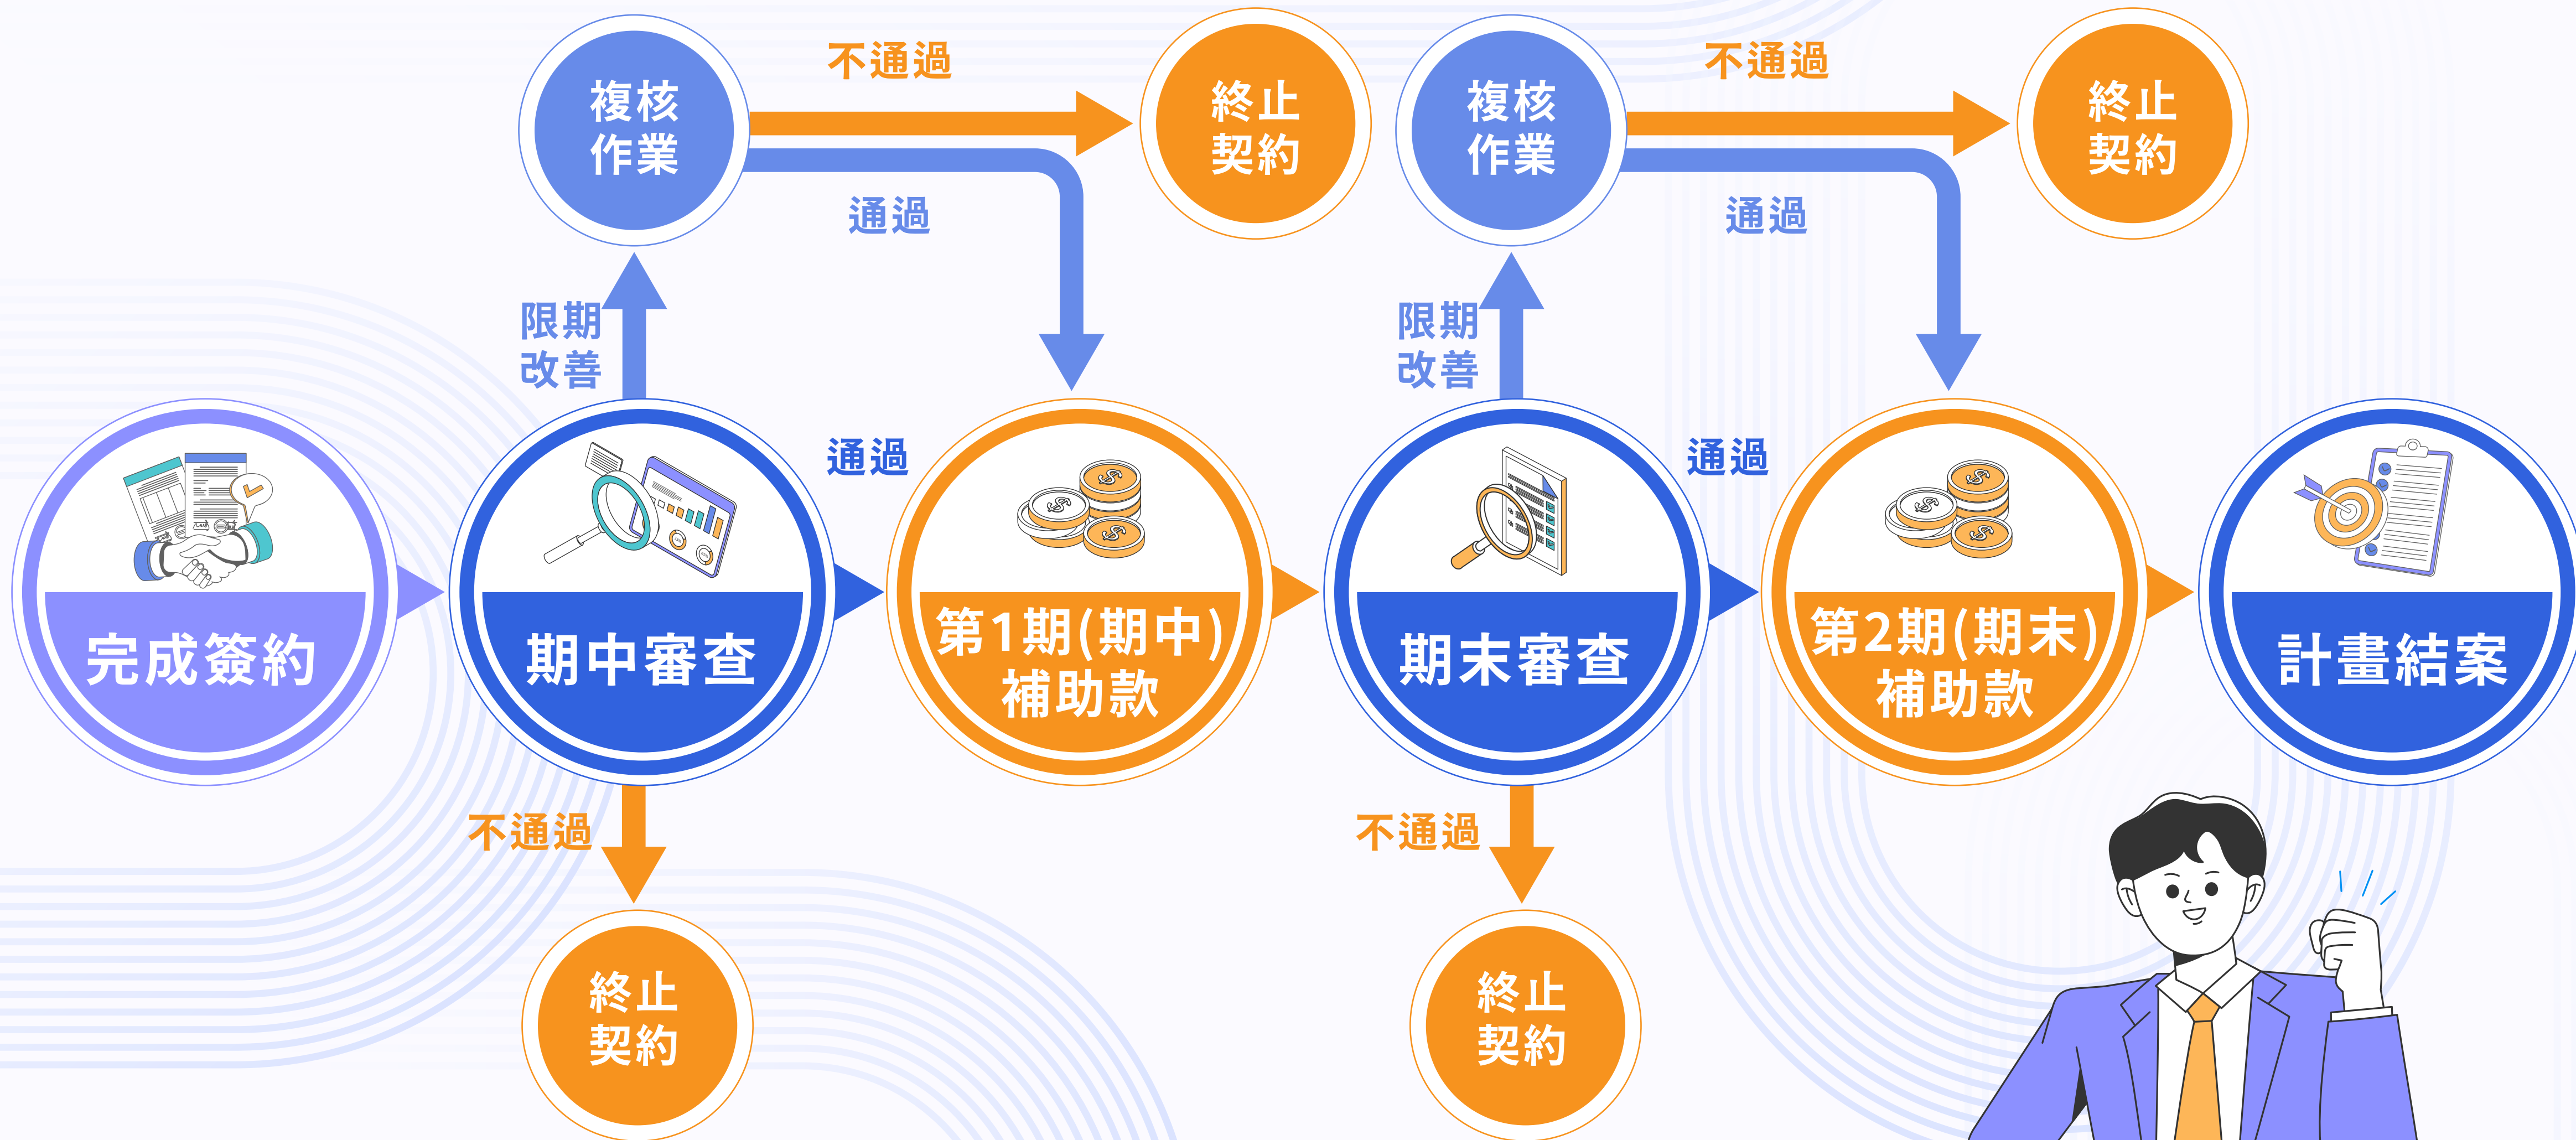 不通過
不通過
複核
作業
終止
契約
複核
作業
終止
契約
通過
通過
限期
改善
限期
改善
通過
通過
完成簽約
期中審查
第1期(期中)
補助款
期末審查
第2期(期末)
補助款
計畫結案
不通過
不通過
終止
契約
終止
契約